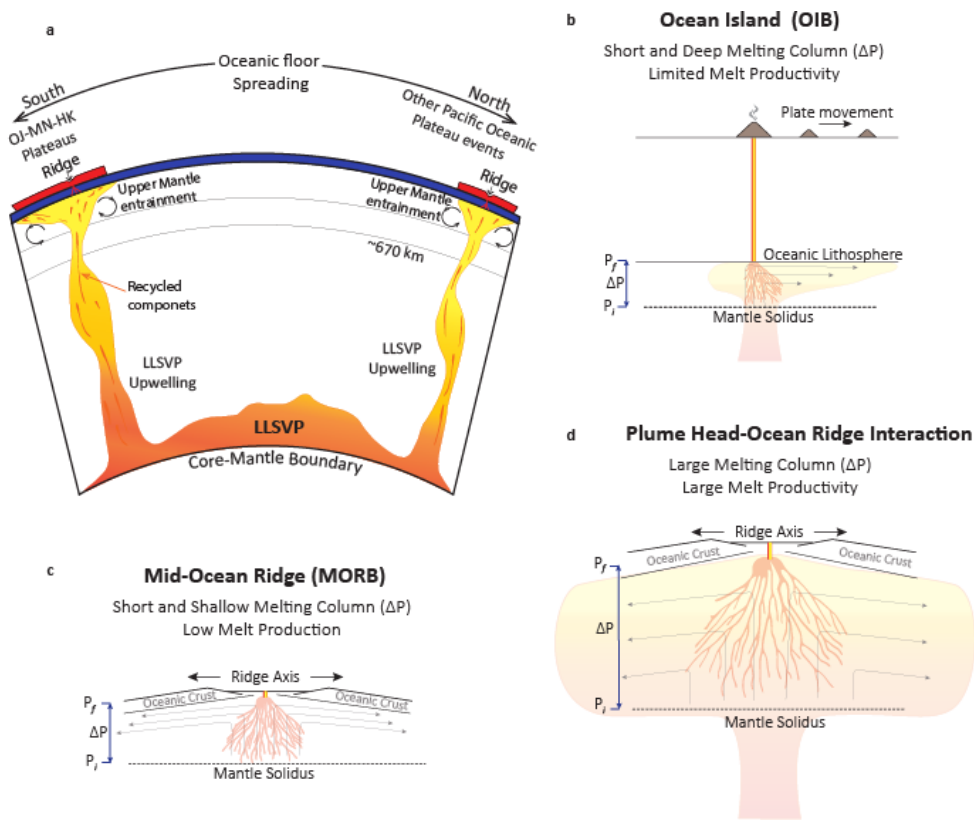 a
Oceanic floor
Spreading
South
North
OJ-MN-HK
Plateaus
Other Pacific Oceanic
Plateau events
Ridge
Ridge
Upper Mantle
entrainment
Upper Mantle
entrainment
~670 km
Recycled
componets
LLSVP
Upwelling
LLSVP
Upwelling
LLSVP
Core-Mantle Boundary
b
Ocean Island (OIB)
Short and Deep Melting Column (ΔP)
Limited Melt Productivity
Plate movement
Oceanic Lithosphere
Pf
ΔP
Pi
Mantle Solidus
c
Mid-Ocean Ridge (MORB)
Short and Shallow Melting Column (ΔP)
Low Melt Production
Ridge Axis
Oceanic Crust
Oceanic Crust
Pf
ΔP
Pi
Mantle Solidus
d
Plume Head-Ocean Ridge Interaction
Large Melting Column (ΔP)
Large Melt Productivity
Ridge Axis
Oceanic Crust
Oceanic Crust
Pf
ΔP
Pi
Mantle Solidus